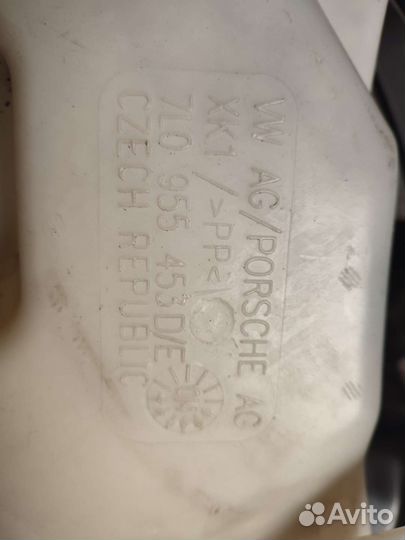 VW AG/PORSCHE AG
XK1 / >PP<
7L0 955 453D/E
CZECH REPUBLIC
Avito